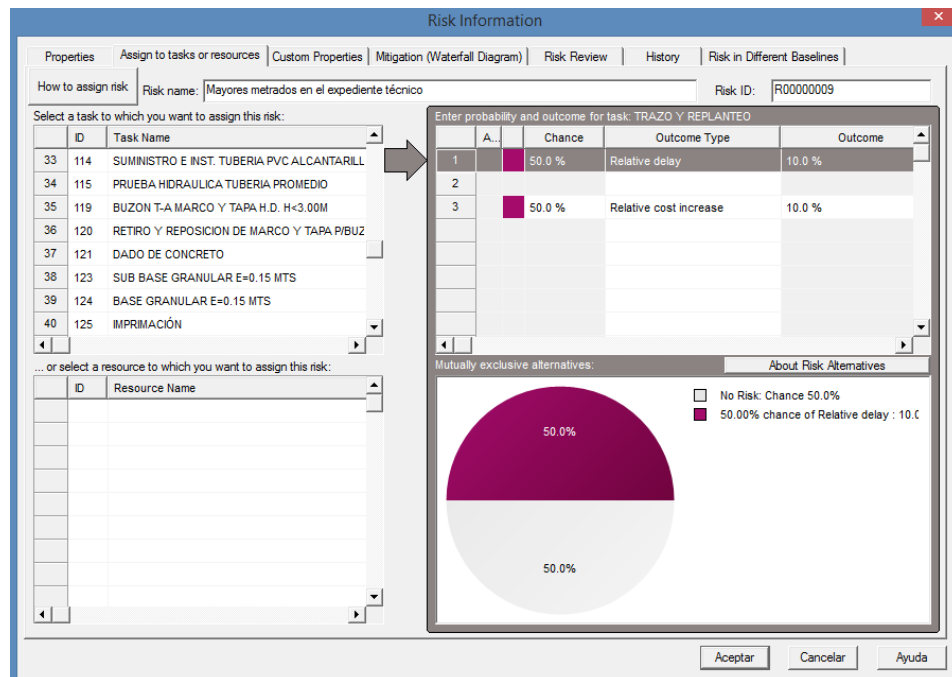 Risk Information
Properties Assign to tasks or resources Custom Properties Mitigation (Waterfall Diagram) Risk Review History Risk in Different Baselines
How to assign risk Risk name: Mayores metrados en el expediente técnico Risk ID: R00000009
Select a task to which you want to assign this risk:
ID Task Name
33 114 SUMINISTRO E INST. TUBERIA PVC ALCANTARILL
34 115 PRUEBA HIDRAULICA TUBERIA PROMEDIO
35 119 BUZON T-A MARCO Y TAPA H.D. H<3.00M
36 120 RETIRO Y REPOSICION DE MARCO Y TAPA P/BUZ
37 121 DADO DE CONCRETO
38 123 SUB BASE GRANULAR E=0.15 MTS
39 124 BASE GRANULAR E=0.15 MTS
40 125 IMPRIMACIÓN
Enter probability and outcome for task: TRAZO Y REPLANTEO
A... Chance Outcome Type Outcome
1 50.0 % Relative delay 10.0 %
2
3 50.0 % Relative cost increase 10.0 %
... or select a resource to which you want to assign this risk:
ID Resource Name
Mutually exclusive alternatives: About Risk Alternatives
No Risk: Chance 50.0%
50.00% chance of Relative delay : 10.0
50.0%
50.0%
Aceptar Cancelar Ayuda